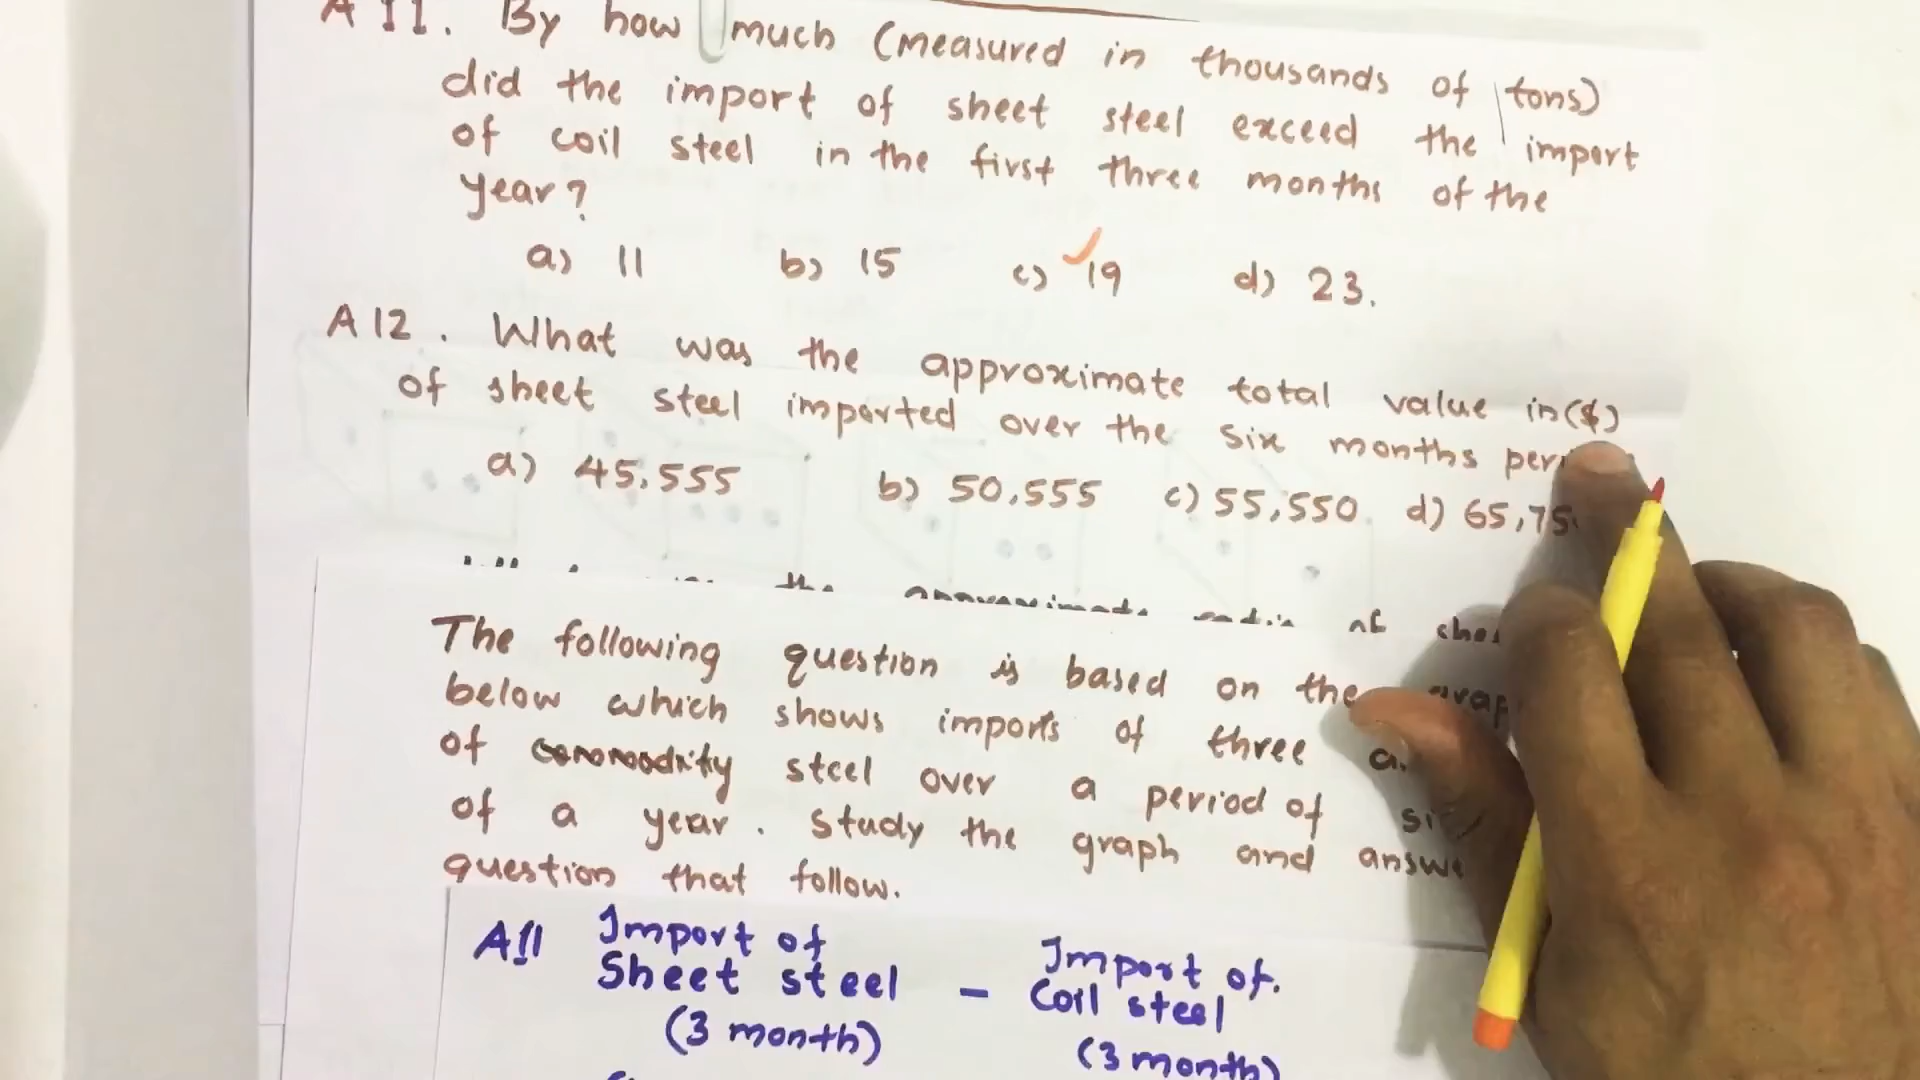 A 11. By how much (measured in thousands of tons)
did the import of sheet steel exceed the import
of coil steel in the first three months of the
year?
a) 11 b) 15 c) 19 d) 23.
A12. What was the approximate total value in($)
of sheet steel imported over the six months
a) 45,555 b) 50,555 c) 55,550 d)
the approximate of
The following question is based on the
below which shows imports of three
of commodity steel over a period of
of a year. study the graph and
question that follow.
A11 Import of
Sheet steel
(3 month)
- Import of.
Coil steel
(3 month)